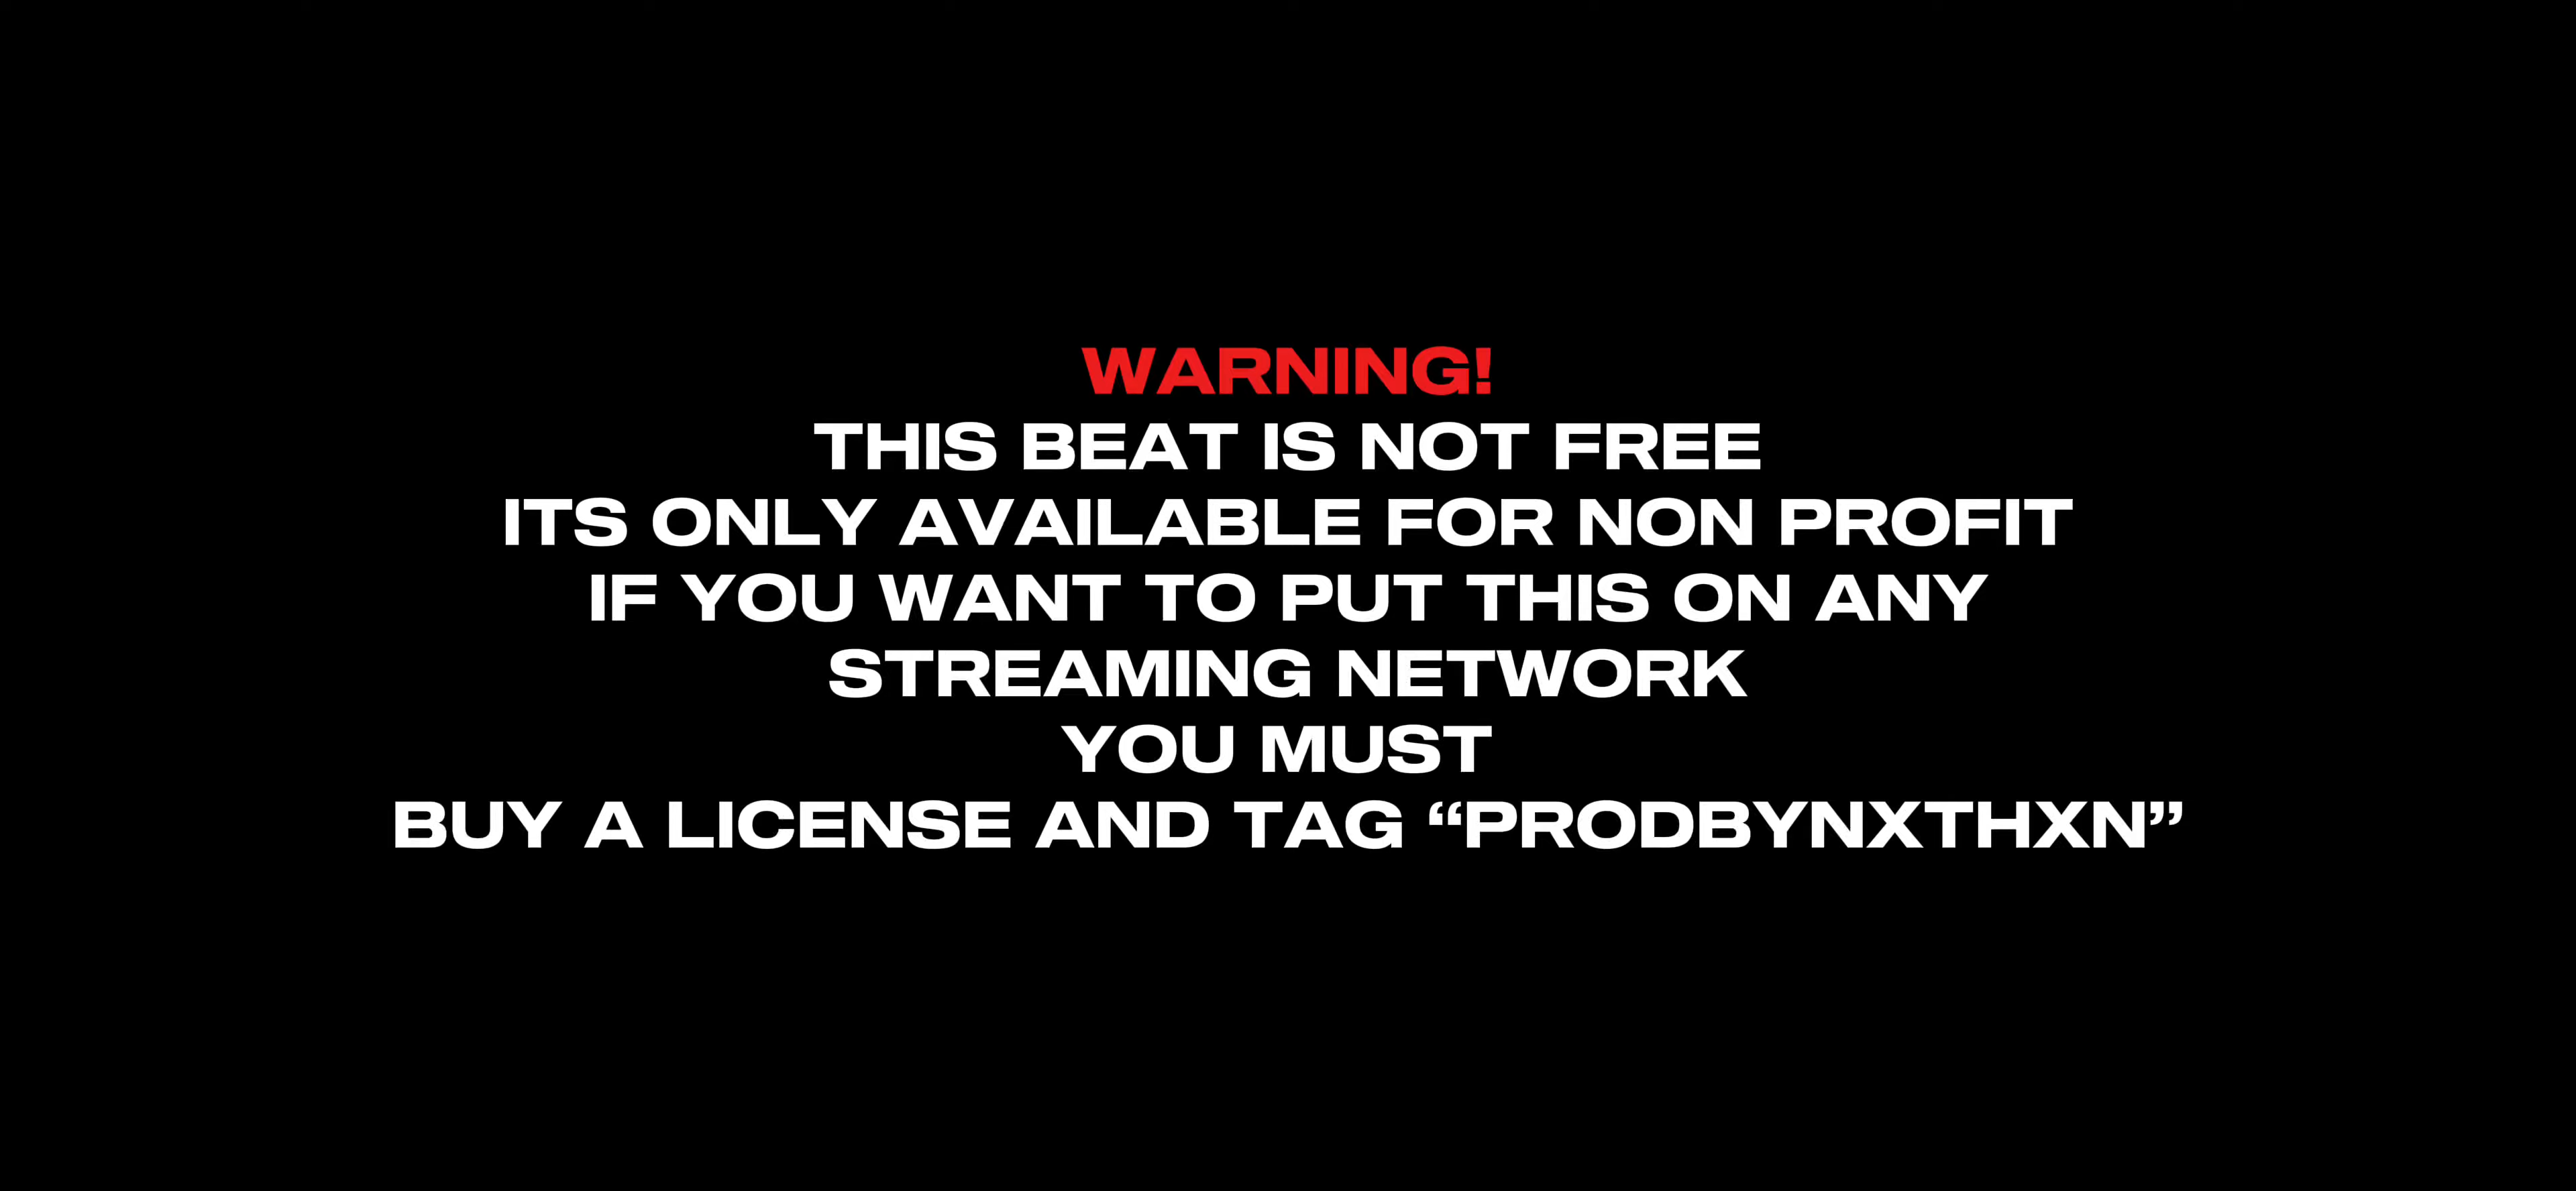 WARNING!
THIS BEAT IS NOT FREE
ITS ONLY AVAILABLE FOR NON PROFIT
IF YOU WANT TO PUT THIS ON ANY
STREAMING NETWORK
YOU MUST
BUY A LICENSE AND TAG “PRODBYNXTHXN”